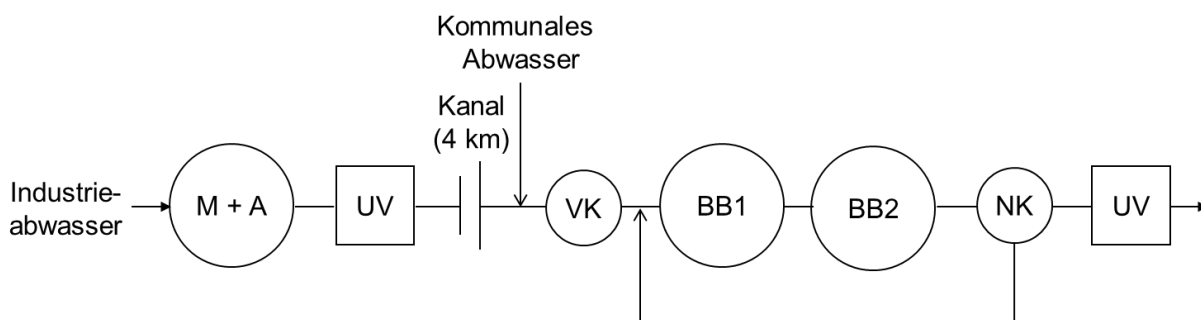 Kommunales
Abwasser
Kanal
(4 km)
Industrie-
abwasser
M + A
UV
VK
BB1
BB2
NK
UV